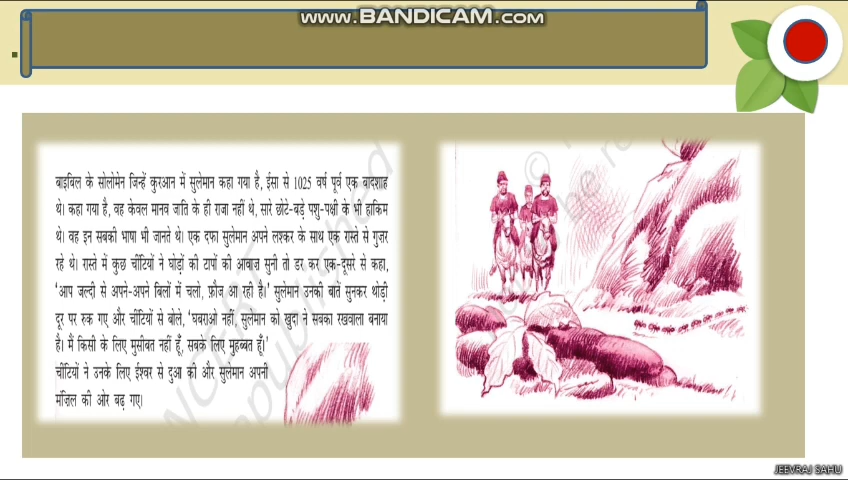 www.BANDICAM.com
बाइबिल के सोलोमेन जिन्हें कुरआन में सुलेमान कहा गया है, ईसा से 1025 वर्ष पूर्व एक बादशाह
थे। कहा गया है, वह केवल मानव जाति के ही राजा नहीं थे, सारे छोटे-बड़े पशु-पक्षी के भी हाकिम
थे। वह इन सबकी भाषा भी जानते थे। एक दफा सुलेमान अपने लश्कर के साथ एक रास्ते से गुज़र
रहे थे। रास्ते में कुछ चींटियों ने घोड़ों की टापों की आवाज़ सुनी तो डर कर एक-दूसरे से कहा,
'आप जल्दी से अपने-अपने बिलों में चलो, फ़ौज आ रही है।' सुलेमान उनकी बातें सुनकर थोड़ी
दूर पर रुक गए और चींटियों से बोले, 'घबराओ नहीं, सुलेमान को खुदा ने सबका रखवाला बनाया
है। मैं किसी के लिए मुसीबत नहीं हूँ, सबके लिए मुहब्बत हूँ।'
चींटियों ने उनके लिए ईश्वर से दुआ की और सुलेमान अपनी
मंज़िल की ओर बढ़ गए।
JEEVRAJ SAHU